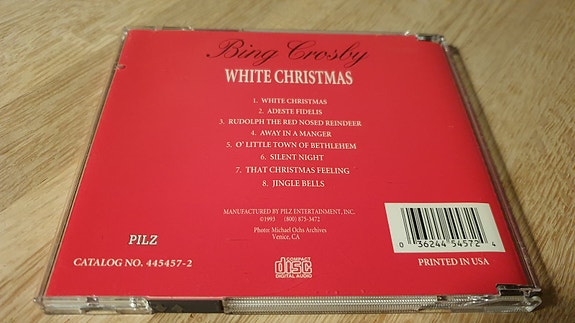 Bing Crosby
WHITE CHRISTMAS
1. WHITE CHRISTMAS
2. ADESTE FIDELIS
3. RUDOLPH THE RED NOSED REINDEER
4. AWAY IN A MANGER
5. O' LITTLE TOWN OF BETHLEHEM
6. SILENT NIGHT
7. THAT CHRISTMAS FEELING
8. JINGLE BELLS
MANUFACTURED BY PILZ ENTERTAINMENT, INC.
©1993 (800) 875-3472
Photo: Michael Ochs Archives
Venice, CA
PILZ
CATALOG NO. 445457-2
COMPACT
disc
DIGITAL AUDIO
0 36244 54572 4
PRINTED IN USA